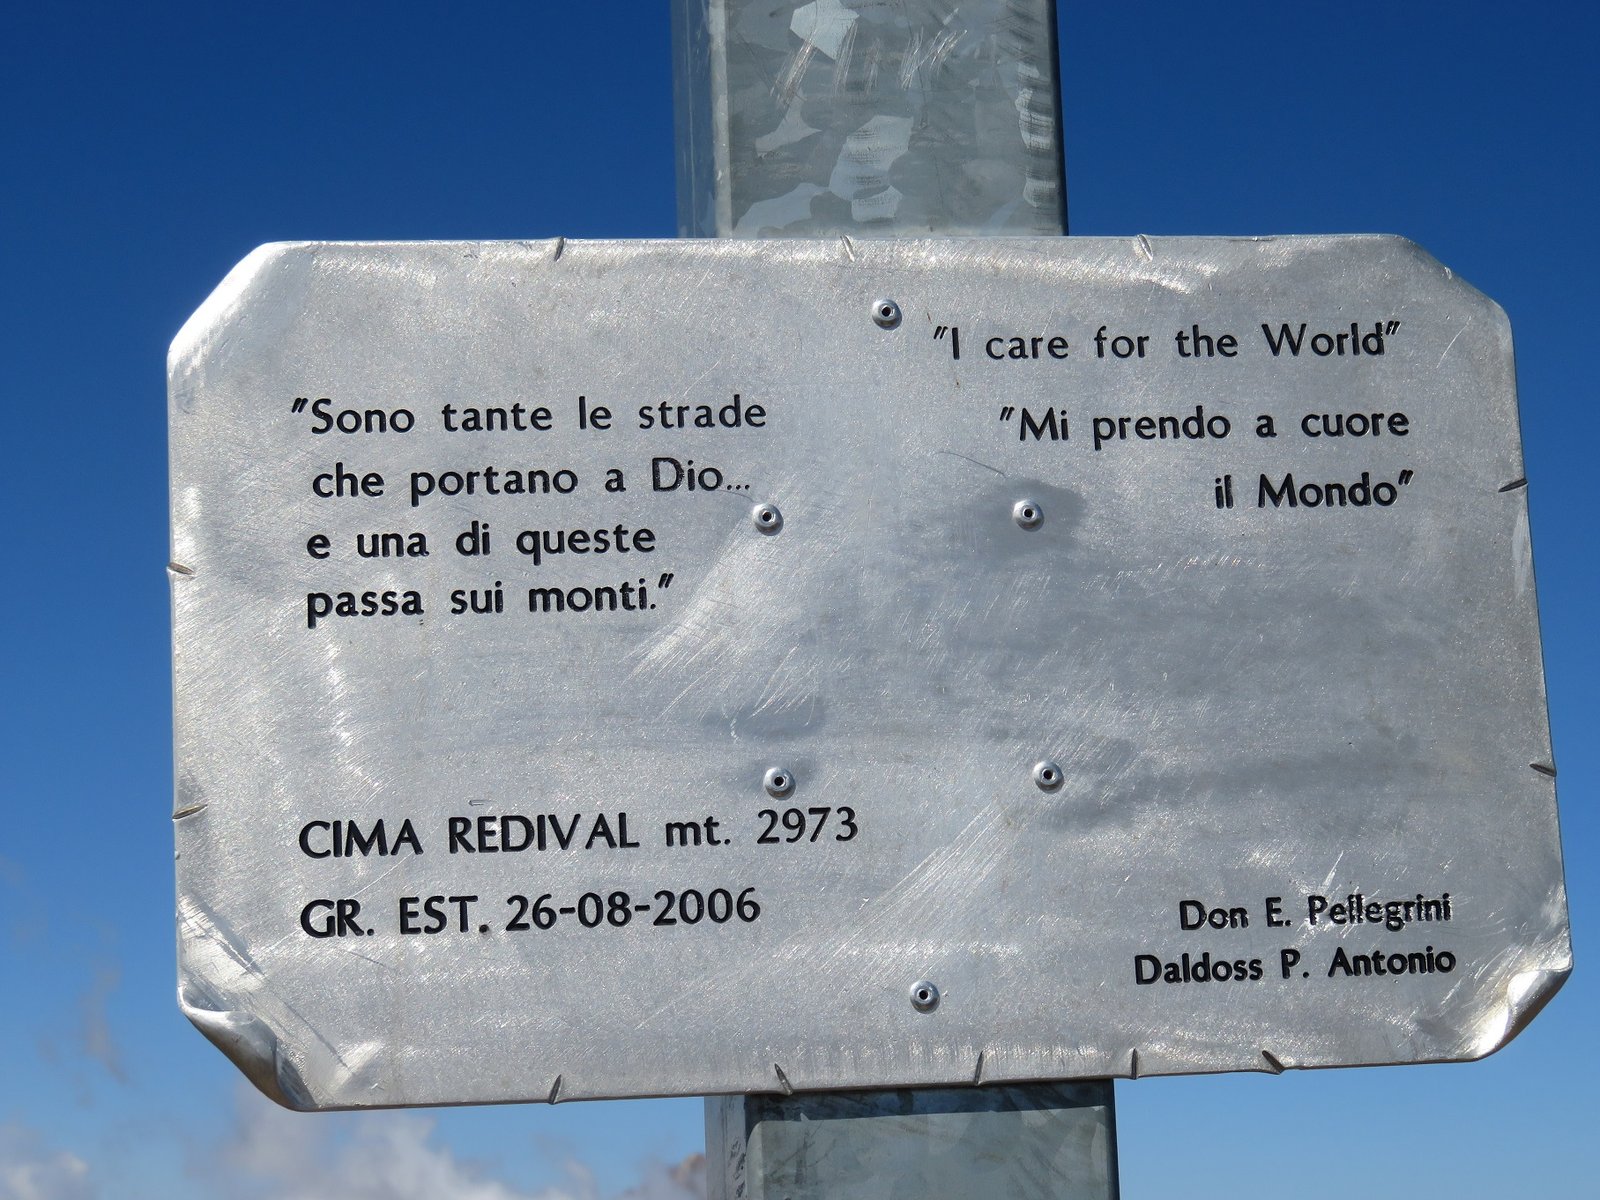 "Sono tante le strade
che portano a Dio...
e una di queste
passa sui monti."
"I care for the World"
"Mi prendo a cuore
il Mondo"
CIMA REDIVAL mt. 2973
GR. EST. 26-08-2006
Don E. Pellegrini
Daldoss P. Antonio